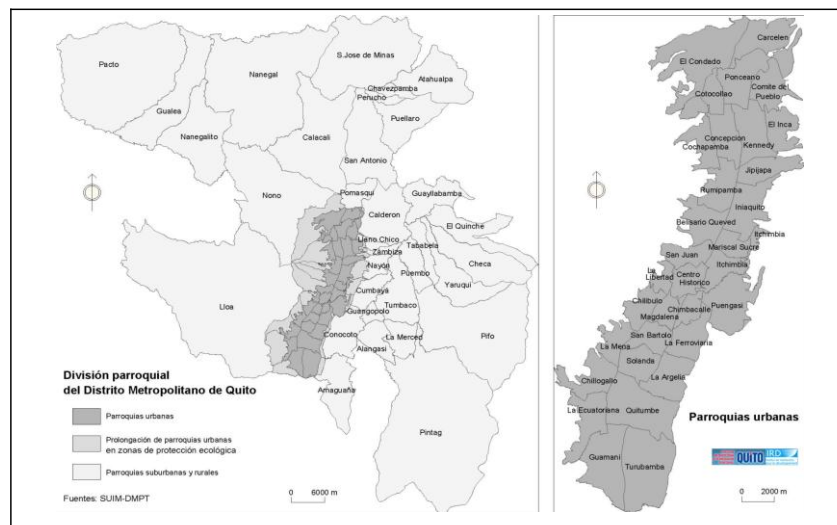 Pacto
Nanegal
S.Jose de Minas
Atahualpa
Chavezpamba
Perucho
Gualea
Puellaro
Nanegalito
Calacali
San Antonio
Nono
Pomasqui
Guayllabamba
Calderon
El Quinche
Llano Chico
Tababela
Zambiza
Checa
Nayon
Puembo
Yaruqui
Lloa
Cumbayá
Tumbaco
Guangopolo
Pifo
Conocoto
La Merced
Alangasi
Amaguaña
Pintag
División parroquial
del Distrito Metropolitano de Quito
Parroquias urbanas
Prolongación de parroquias urbanas
en zonas de protección ecológica
Parroquias suburbanas y rurales
Fuentes: SUIM-DMPT
0 6000 m
Carcelen
El Condado
Ponceano
Comite del
Pueblo
Cotocollao
El Inca
Concepción
Cochapamba
Kennedy
Jipijapa
Rumipamba
Iniaquito
Belisario Queved
Itchimbia
Mariscal Sucre
San Juan
Itchimbia
La
Libertad
Centro
Historico
Puengasi
Chilibulo
Chimbacalle
Magdalena
San Bartolo
La Ferroviaria
La Mena
Solanda
La Argelia
Chillogallo
La Ecuatoriana
Quitumbe
Parroquias urbanas
Guamani
Turubamba
QUITO
IRD
0 2000 m